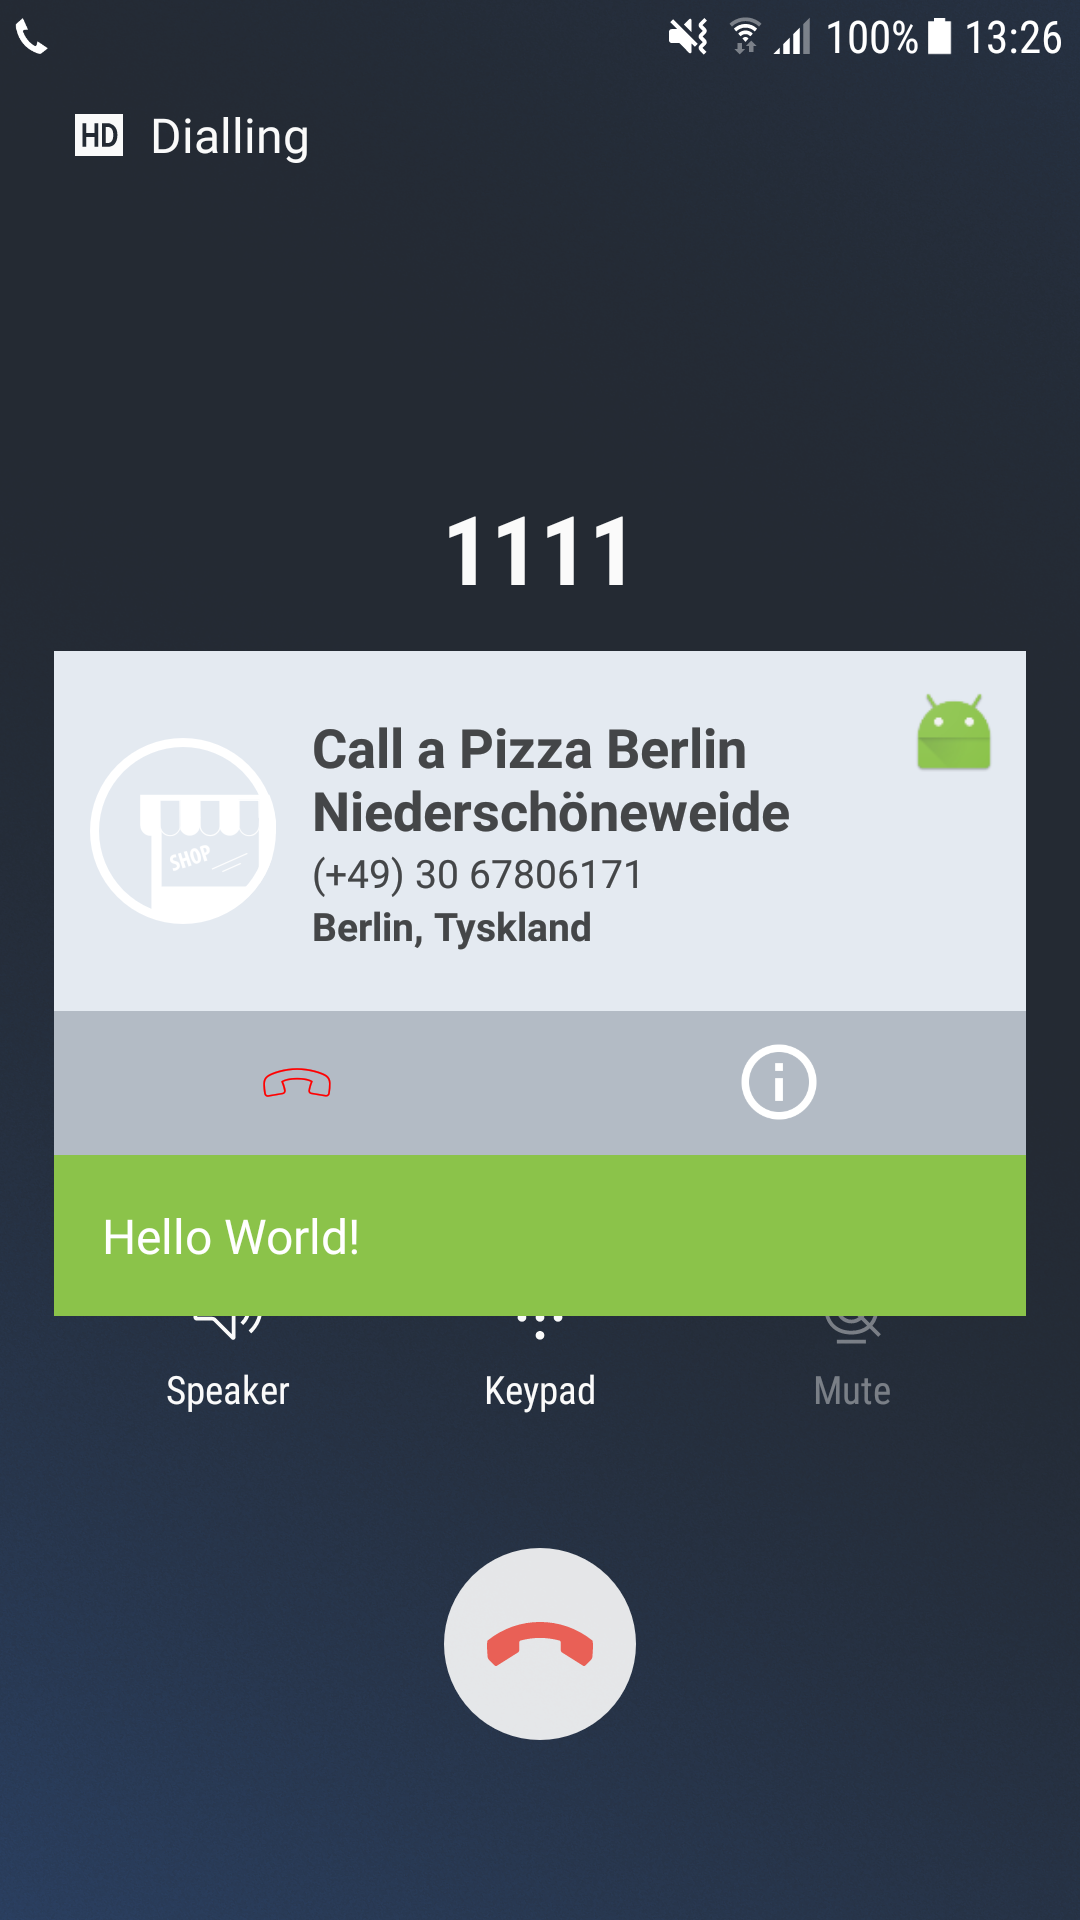 100% 13:26
HD Dialling
1111
Call a Pizza Berlin
Niederschöneweide
(+49) 30 67806171
Berlin, Tyskland
SHOP
Hello World!
Speaker Keypad Mute